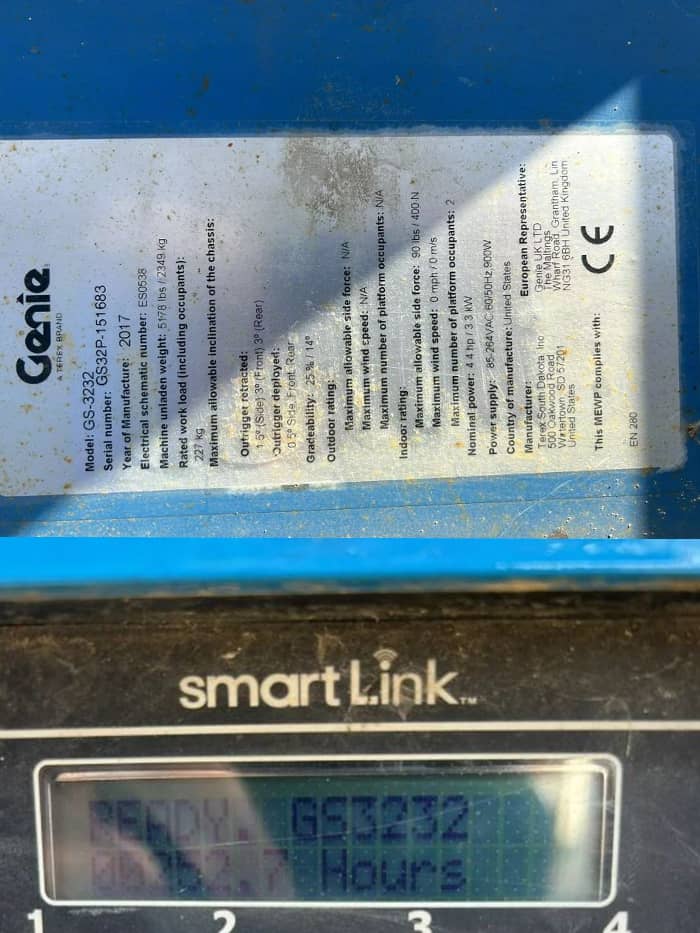 Genie
A TEREX BRAND
Model: GS-3232
Serial number: GS32P-151683
Year of Manufacture: 2017
Electrical schematic number: ES0538
Machine unladen weight: 5178 lbs / 2349 kg
Rated work load (including occupants):
227 kg
Maximum allowable inclination of the chassis:
Outrigger retracted:
1.5° (Side) 3° (Front) 3° (Rear)
Outrigger deployed:
0.5° Side, Front, Rear
Gradeability: 25 % / 14°
Outdoor rating:
Maximum allowable side force: N/A
Maximum wind speed: N/A
Maximum number of platform occupants: N/A
Indoor rating:
Maximum allowable side force: 90 lbs / 400 N
Maximum wind speed: 0 mph / 0 m/s
Maximum number of platform occupants: 2
Nominal power: 4.4 hp / 3.3 kW
Power supply: 85-264VAC,60/50Hz,900W
Country of manufacture: United States
Manufacturer:
Terex South Dakota, Inc
500 Oakwood Road
Watertown, SD 57201
United States
European Representative:
Genie UK LTD
The Maltings
Wharf Road, Grantham, Lin
NG31 6BH United Kingdom
This MEWP complies with:
CE
EN 280
smartLink™
READY. GS3232
Hours
1 2 3 4